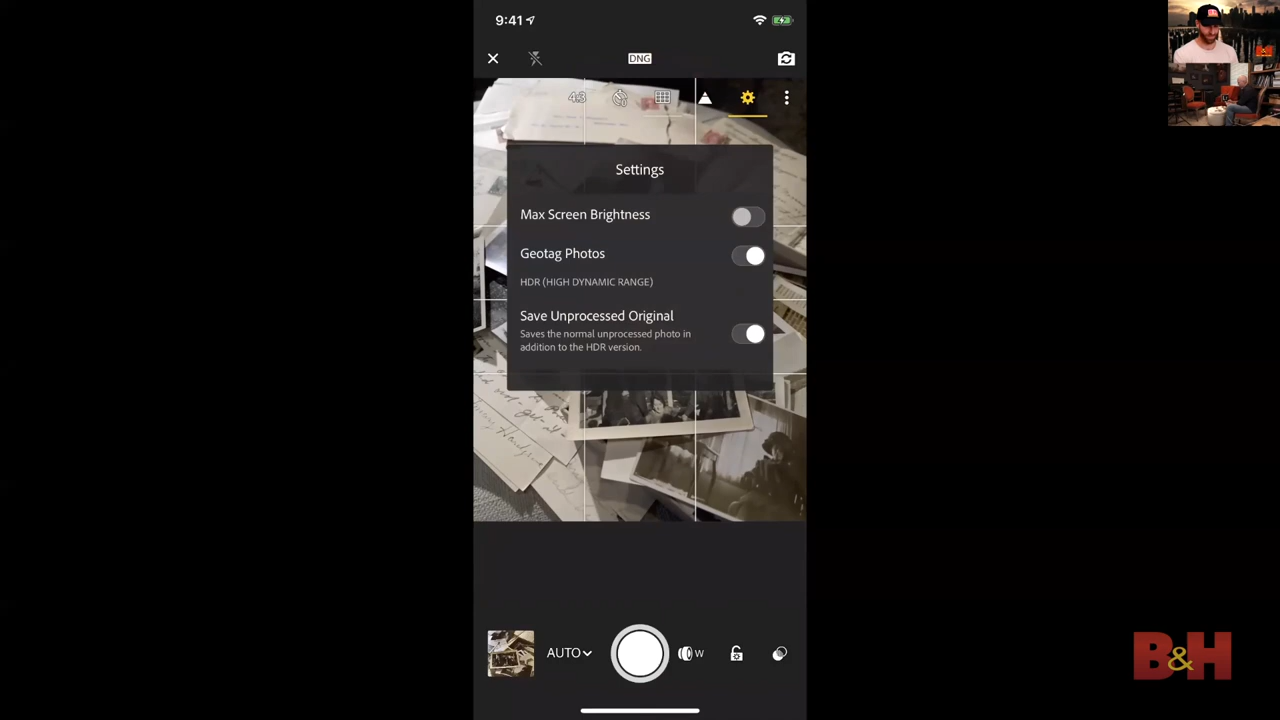 9:41
DNG
4:3
Settings
Max Screen Brightness
Geotag Photos
HDR (HIGH DYNAMIC RANGE)
Save Unprocessed Original
Saves the normal unprocessed photo in
addition to the HDR version.
AUTO
W
B&H